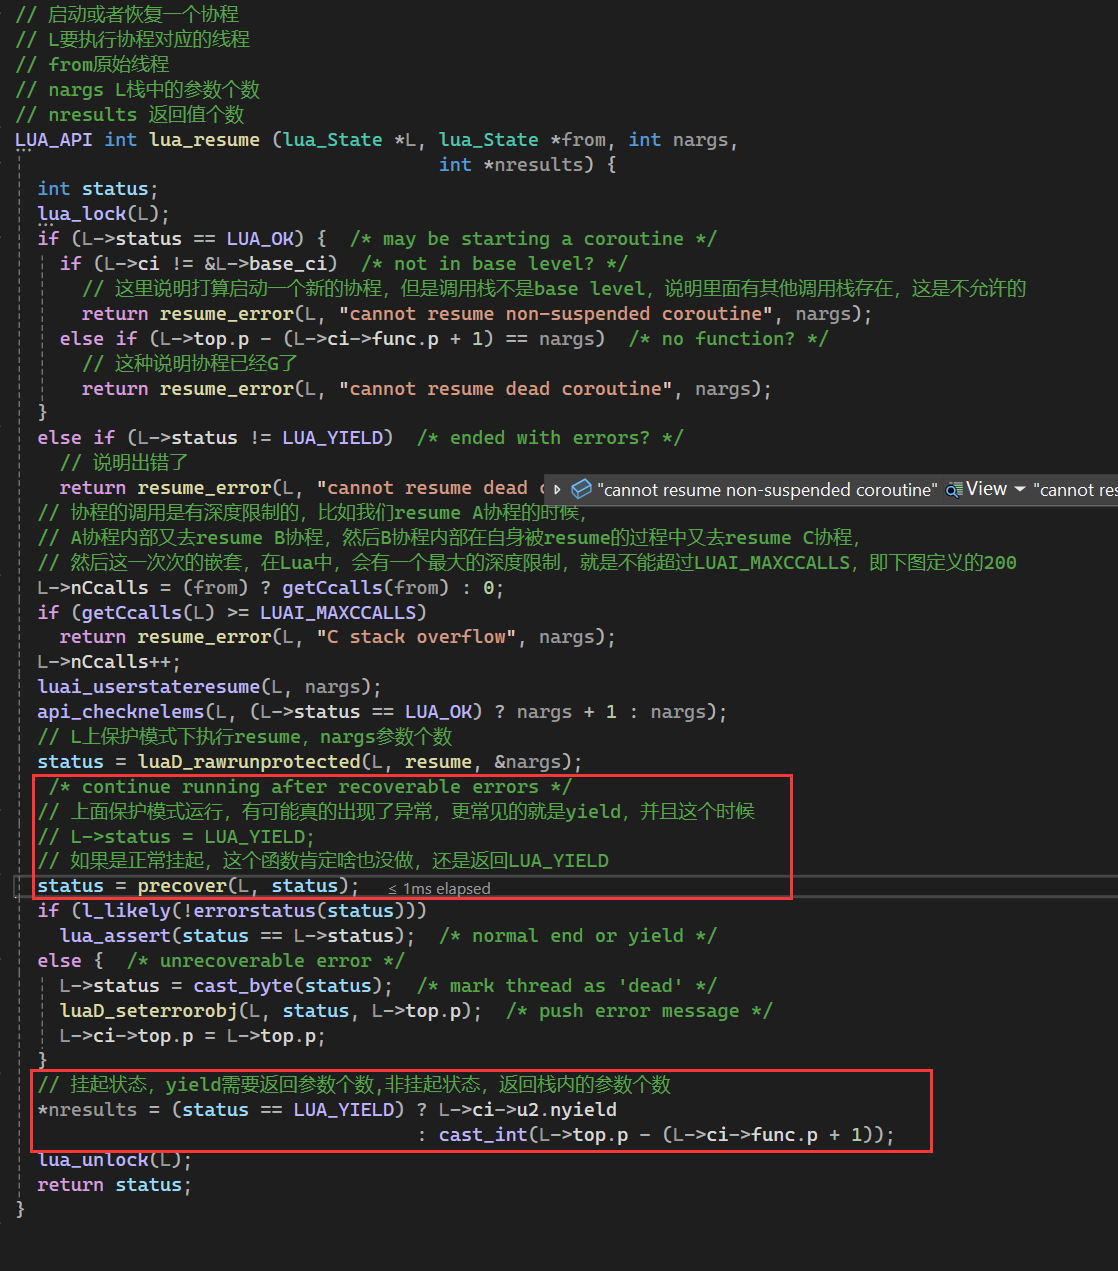 // 启动或者恢复一个协程
// L要执行协程对应的线程
// from原始线程
// nargs L栈中的参数个数
// nresults 返回值个数
LUA_API int lua_resume (lua_State *L, lua_State *from, int nargs,
                                      int *nresults) {
  int status;
  lua_lock(L);
  if (L->status == LUA_OK) {  /* may be starting a coroutine */
    if (L->ci != &L->base_ci)  /* not in base level? */
      // 这里说明打算启动一个新的协程，但是调用栈不是base level，说明里面有其他调用栈存在，这是不允许的
      return resume_error(L, "cannot resume non-suspended coroutine", nargs);
    else if (L->top.p - (L->ci->func.p + 1) == nargs)  /* no function? */
      // 这种说明协程已经G了
      return resume_error(L, "cannot resume dead coroutine", nargs);
  }
  else if (L->status != LUA_YIELD)  /* ended with errors? */
    // 说明出错了
    return resume_error(L, "cannot resume dead "cannot resume non-suspended coroutine" View "cannot res
  // 协程的调用是有深度限制的，比如我们resume A协程的时候，
  // A协程内部又去resume B协程，然后B协程内部在自身被resume的过程中又去resume C协程，
  // 然后这一次次的嵌套，在Lua中，会有一个最大的深度限制，就是不能超过LUAI_MAXCCALLS，即下图定义的200
  L->nCcalls = (from) ? getCcalls(from) : 0;
  if (getCcalls(L) >= LUAI_MAXCCALLS)
    return resume_error(L, "C stack overflow", nargs);
  L->nCcalls++;
  luai_userstateresume(L, nargs);
  api_checknelems(L, (L->status == LUA_OK) ? nargs + 1 : nargs);
  // L上保护模式下执行resume，nargs参数个数
  status = luaD_rawrunprotected(L, resume, &nargs);
   /* continue running after recoverable errors */
  // 上面保护模式运行，有可能真的出现了异常，更常见的就是yield，并且这个时候
  // L->status = LUA_YIELD;
  // 如果是正常挂起，这个函数肯定啥也没做，还是返回LUA_YIELD
  status = precover(L, status);  ≤ 1ms elapsed
  if (l_likely(!errorstatus(status)))
    lua_assert(status == L->status);  /* normal end or yield */
  else {  /* unrecoverable error */
    L->status = cast_byte(status);  /* mark thread as 'dead' */
    luaD_seterrorobj(L, status, L->top.p);  /* push error message */
    L->ci->top.p = L->top.p;
  }
  // 挂起状态，yield需要返回参数个数,非挂起状态，返回栈内的参数个数
  *nresults = (status == LUA_YIELD) ? L->ci->u2.nyield
                                    : cast_int(L->top.p - (L->ci->func.p + 1));
  lua_unlock(L);
  return status;
}